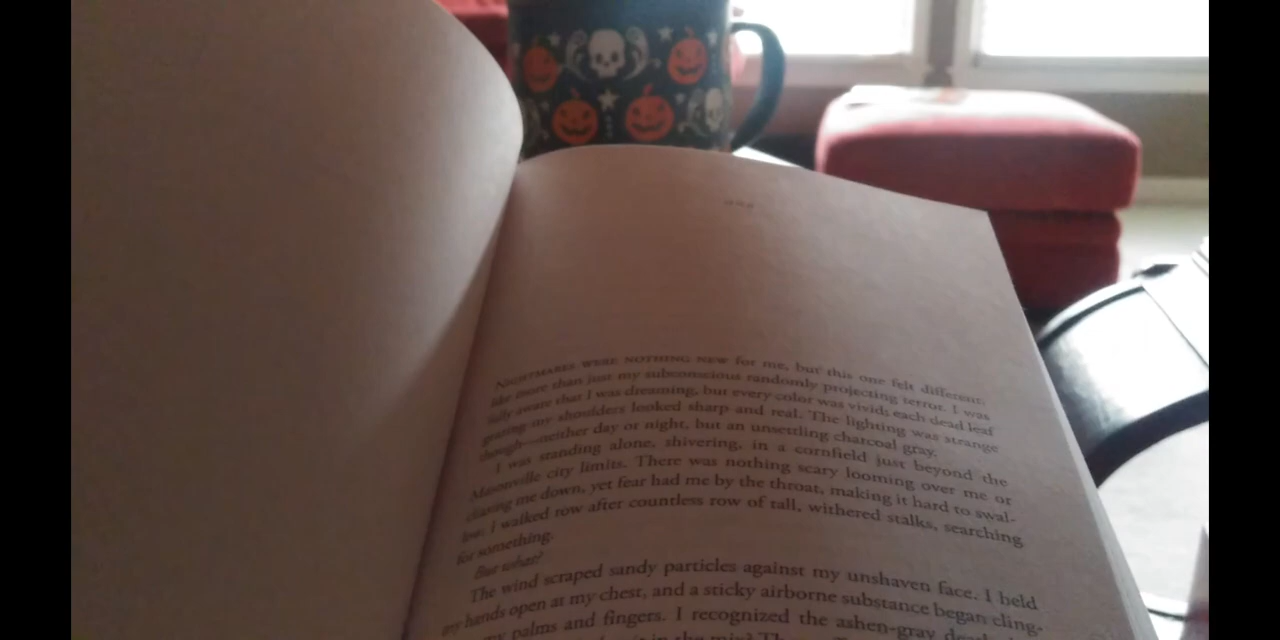 Nightmares were nothing new for me, but this one felt different,
like more than just my subconscious randomly projecting terror. I was
fully aware that I was dreaming, but every color was vivid; each dead leaf
grazing my shoulders looked sharp and real. The lighting was strange
though—neither day or night, but an unsettling charcoal gray.
I was standing alone, shivering, in a cornfield just beyond the
Masonville city limits. There was nothing scary looming over me or
chasing me down, yet fear had me by the throat, making it hard to swal-
low. I walked row after countless row of tall, withered stalks, searching
for something.
But what?
The wind scraped sandy particles against my unshaven face. I held
my hands open at my chest, and a sticky airborne substance began cling-
my palms and fingers. I recognized the ashen-gray
in the mix? The